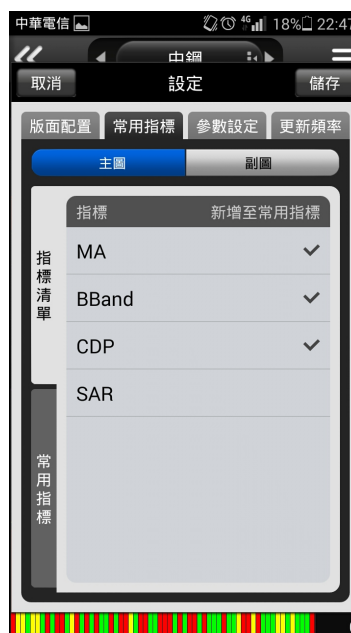 中華電信 4G 18% 22:47
中鋼
取消 設定 儲存
版面配置 常用指標 參數設定 更新頻率
主圖 副圖
指標 新增至常用指標
指標清單
MA
BBand
CDP
SAR
常用指標